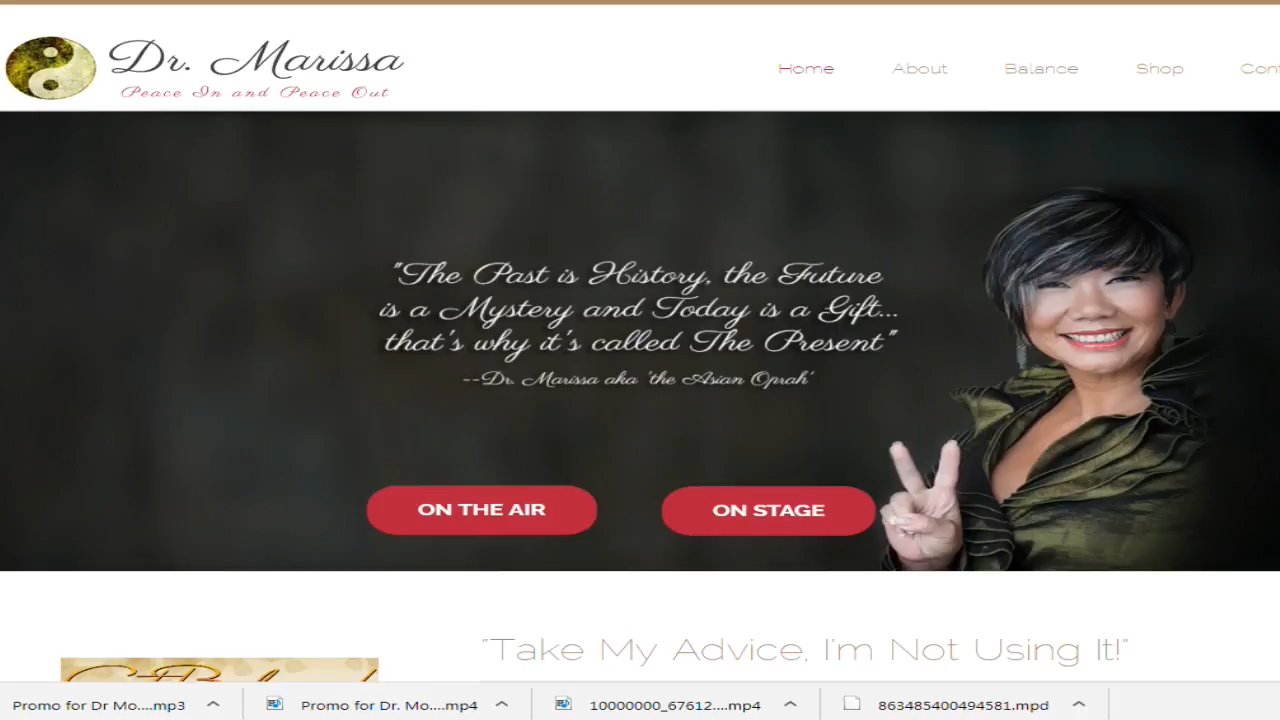 Dr. Marissa
Peace In and Peace Out
Home About Balance Shop
"The Past is History, the Future
is a Mystery and Today is a Gift...
that's why it's called The Present"
--Dr. Marissa aka 'the Asian Oprah'
ON THE AIR ON STAGE
"Take My Advice, I'm Not Using It!"
Promo for Dr Mo....mp3 Promo for Dr. Mo....mp4 10000000_67612....mp4 863485400494581.mpd